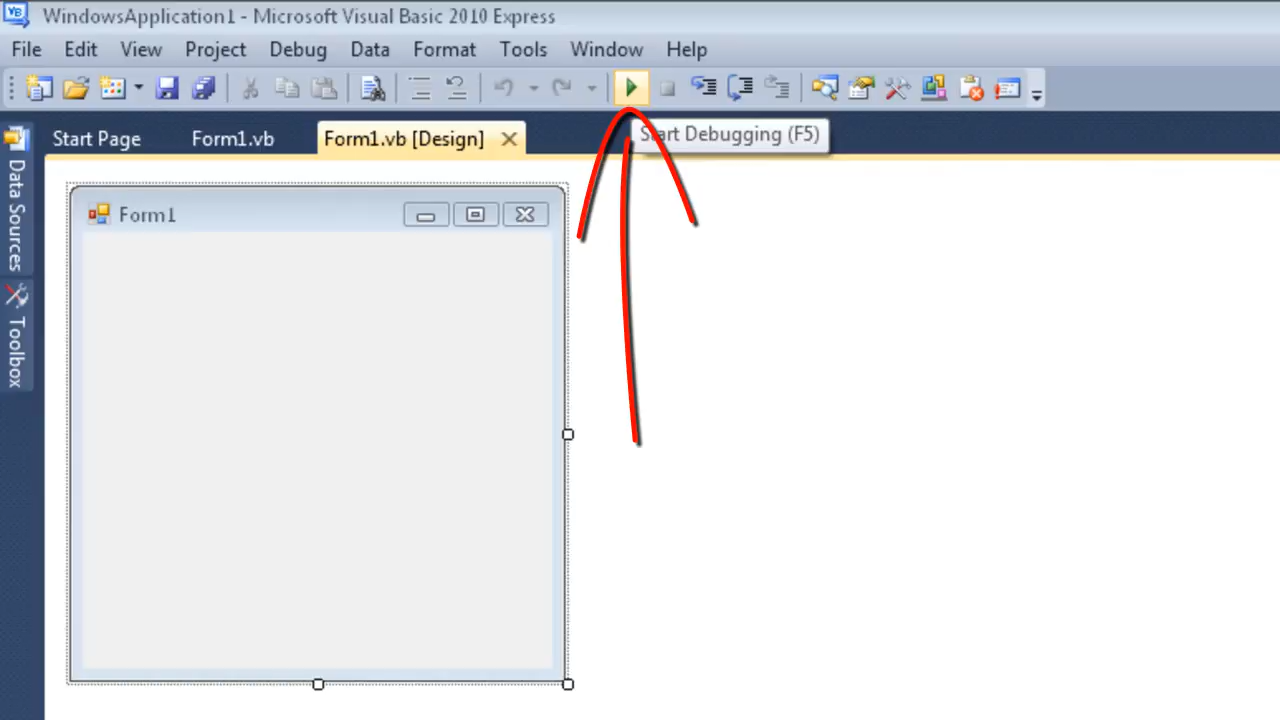 VB
WindowsApplication1 - Microsoft Visual Basic 2010 Express
File Edit View Project Debug Data Format Tools Window Help
Start Debugging (F5)
Start Page Form1.vb Form1.vb [Design]
Data Sources
Toolbox
Form1